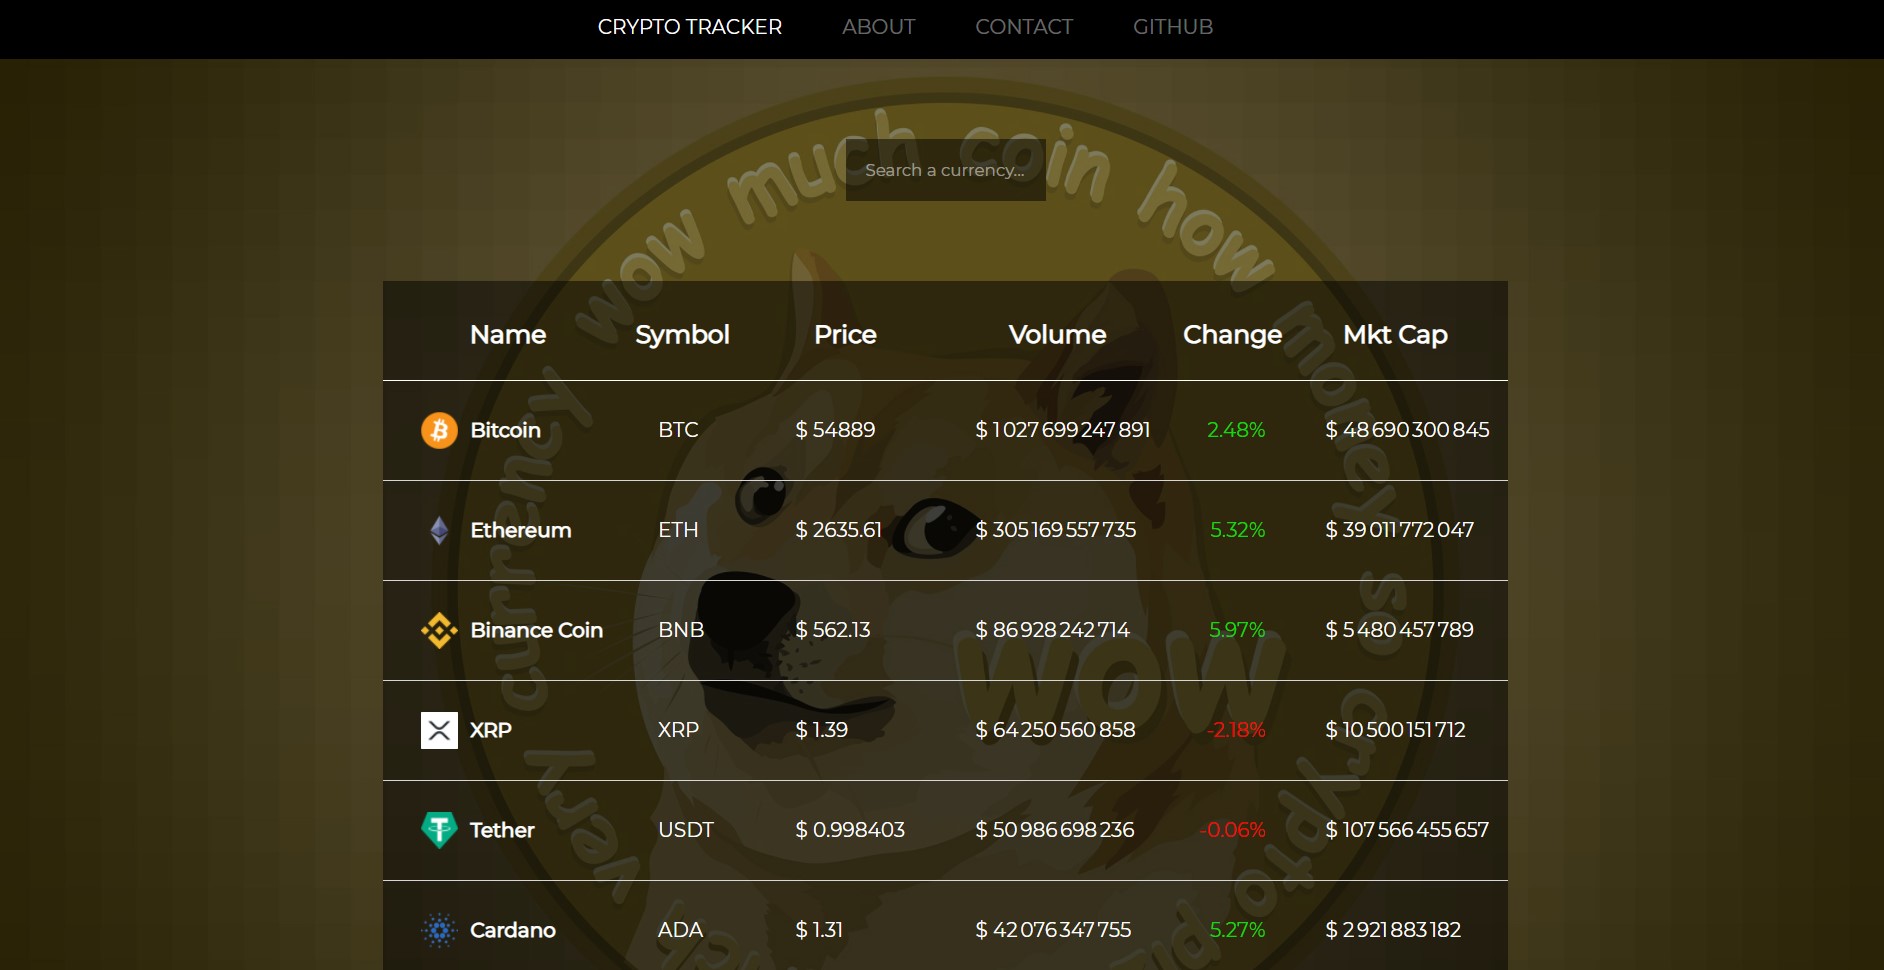 CRYPTO TRACKER ABOUT CONTACT GITHUB
wow much coin how money so crypto
very currency
Search a currency...
Name Symbol Price Volume Change Mkt Cap
Bitcoin BTC $ 54889 $ 1 027 699 247 891 2.48% $ 48 690 300 845
Ethereum ETH $ 2635.61 $ 305 169 557 735 5.32% $ 39 011 772 047
Binance Coin BNB $ 562.13 $ 86 928 242 714 5.97% $ 5 480 457 789
wow
XRP XRP $ 1.39 $ 64 250 560 858 -2.18% $ 10 500 151 712
Tether USDT $ 0.998403 $ 50 986 698 236 -0.06% $ 107 566 455 657
Cardano ADA $ 1.31 $ 42 076 347 755 5.27% $ 2 921 883 182